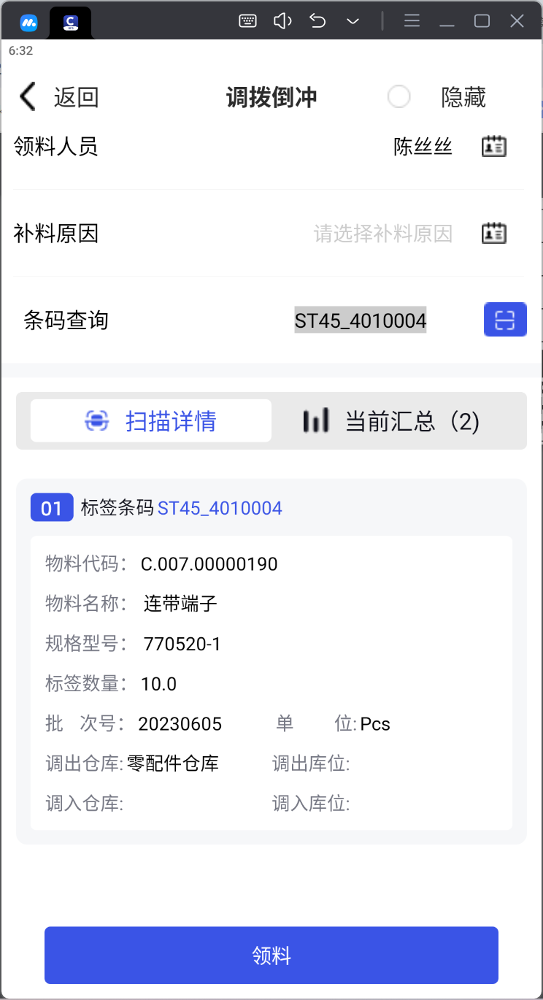 6:32
返回 调拨倒冲 隐藏
领料人员 陈丝丝
补料原因 请选择补料原因
条码查询 ST45_4010004
扫描详情 当前汇总（2)
01 标签条码 ST45_4010004
物料代码： C.007.00000190
物料名称： 连带端子
规格型号： 770520-1
标签数量： 10.0
批 次号： 20230605 单 位: Pcs
调出仓库: 零配件仓库 调出库位:
调入仓库: 调入库位:
领料